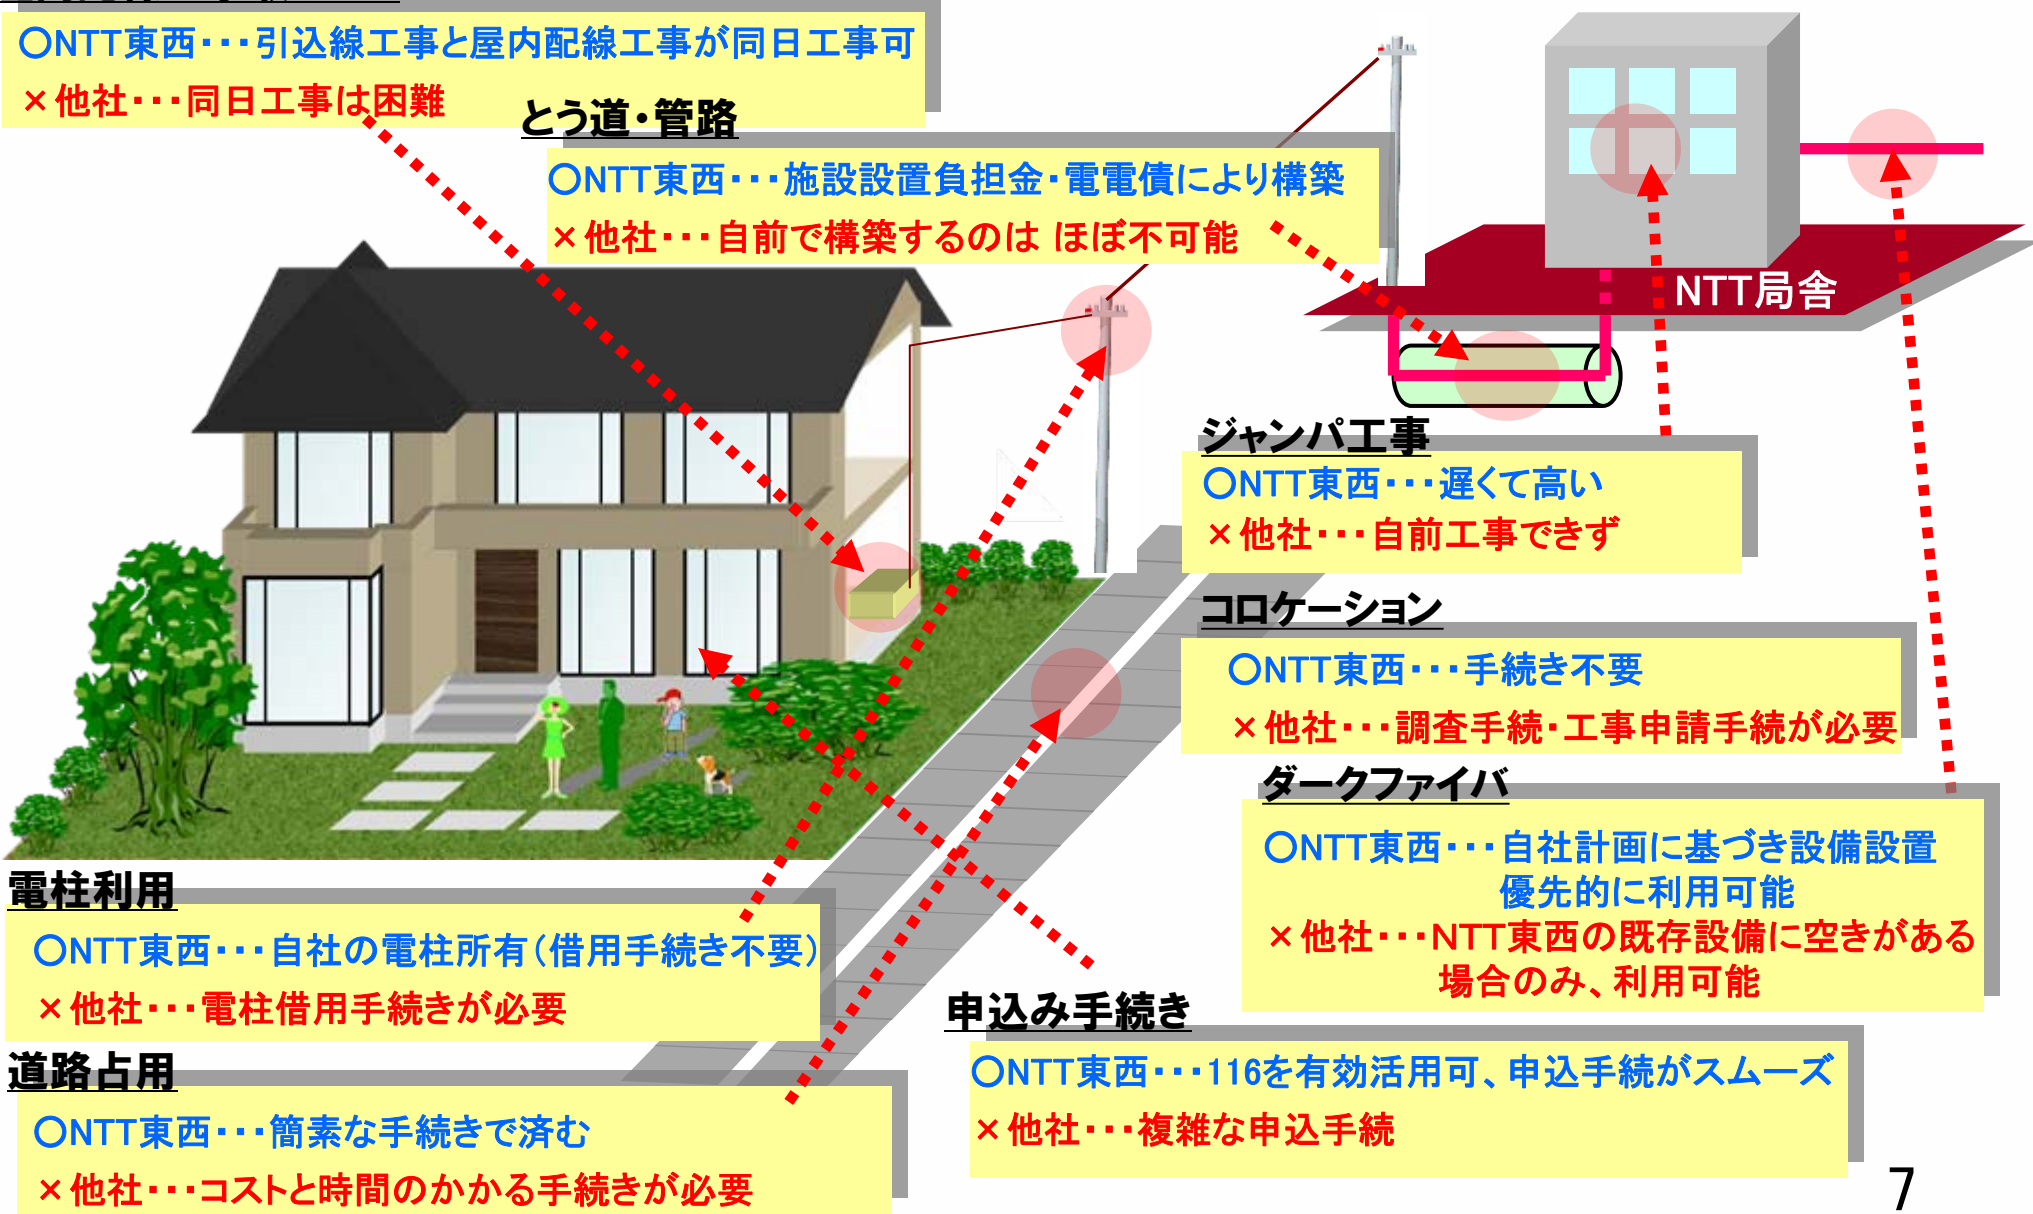 ○NTT東西・・・引込線工事と屋内配線工事が同日工事可
×他社・・・同日工事は困難
とう道・管路
○NTT東西・・・施設設置負担金・電電債により構築
×他社・・・自前で構築するのは ほぼ不可能
NTT局舎
ジャンパ工事
○NTT東西・・・遅くて高い
×他社・・・自前工事できず
コロケーション
○NTT東西・・・手続き不要
×他社・・・調査手続・工事申請手続が必要
ダークファイバ
○NTT東西・・・自社計画に基づき設備設置
優先的に利用可能
×他社・・・NTT東西の既存設備に空きがある
場合のみ、利用可能
電柱利用
○NTT東西・・・自社の電柱所有(借用手続き不要)
×他社・・・電柱借用手続きが必要
申込み手続き
○NTT東西・・・116を有効活用可、申込手続がスムーズ
×他社・・・複雑な申込手続
道路占用
○NTT東西・・・簡素な手続きで済む
×他社・・・コストと時間のかかる手続きが必要
7